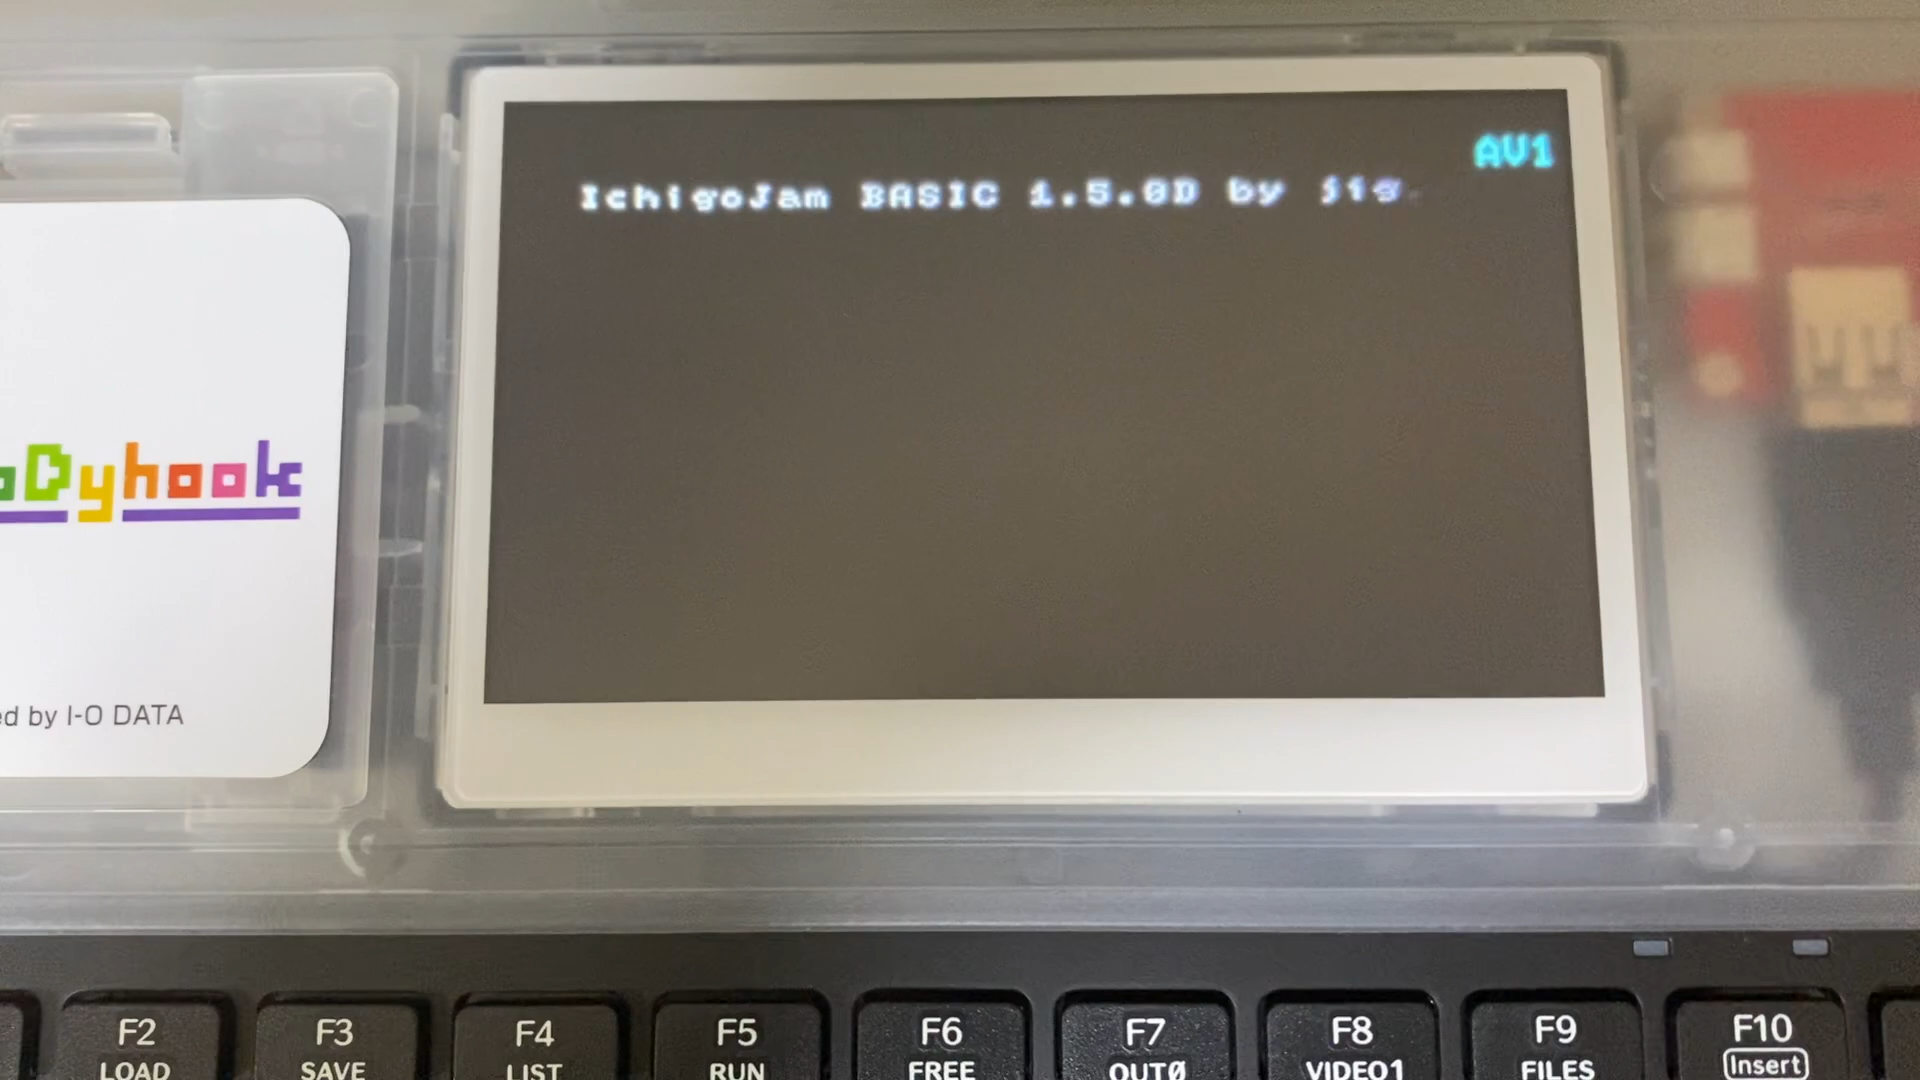 AV1
IchigoJam BASIC 1.5.0D by jig.
Dyhook
ed by I-O DATA
F2
LOAD
F3
SAVE
F4
LIST
F5
RUN
F6
FREE
F7
OUT0
F8
VIDEO1
F9
FILES
F10
Insert